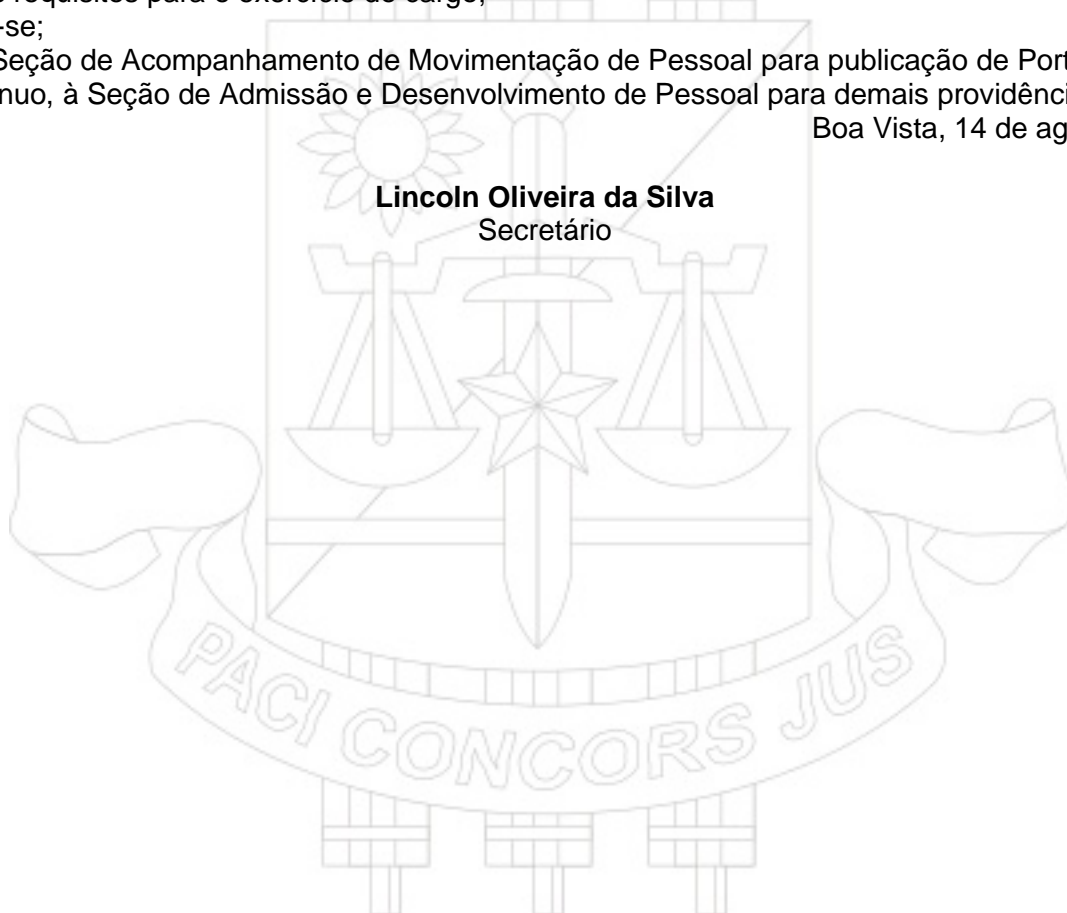 requisitos para o exercício do cargo;
-se;
Seção de Acompanhamento de Movimentação de Pessoal para publicação de Port
nuo, à Seção de Admissão e Desenvolvimento de Pessoal para demais providênci
Boa Vista, 14 de ag
Lincoln Oliveira da Silva
Secretário
PACI CONCORS JUS